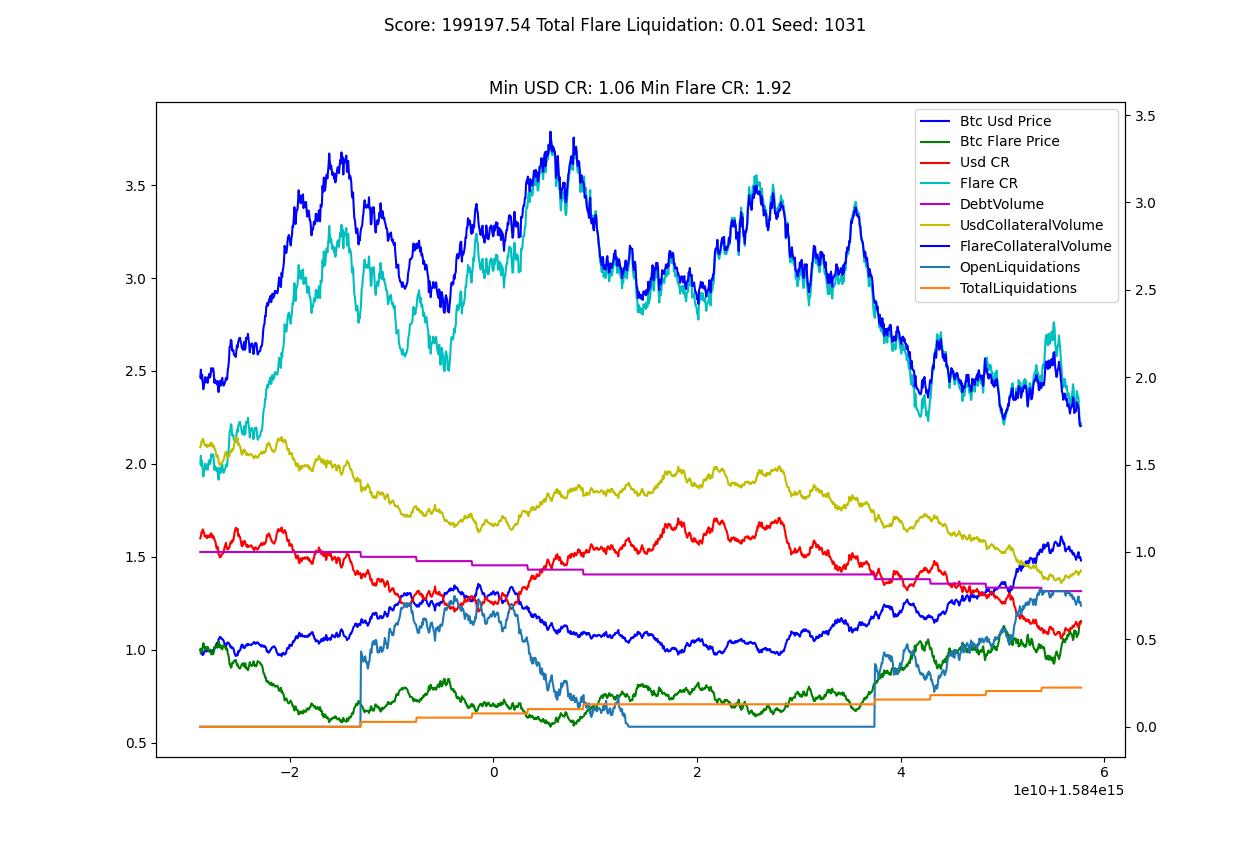 Score: 199197.54 Total Flare Liquidation: 0.01 Seed: 1031
Min USD CR: 1.06 Min Flare CR: 1.92
Btc Usd Price
Btc Flare Price
Usd CR
Flare CR
DebtVolume
UsdCollateralVolume
FlareCollateralVolume
OpenLiquidations
TotalLiquidations
3.5
3.0
2.5
2.0
1.5
1.0
0.5
3.5
3.0
2.5
2.0
1.5
1.0
0.5
0.0
−2 0 2 4 6
1e10+1.584e15